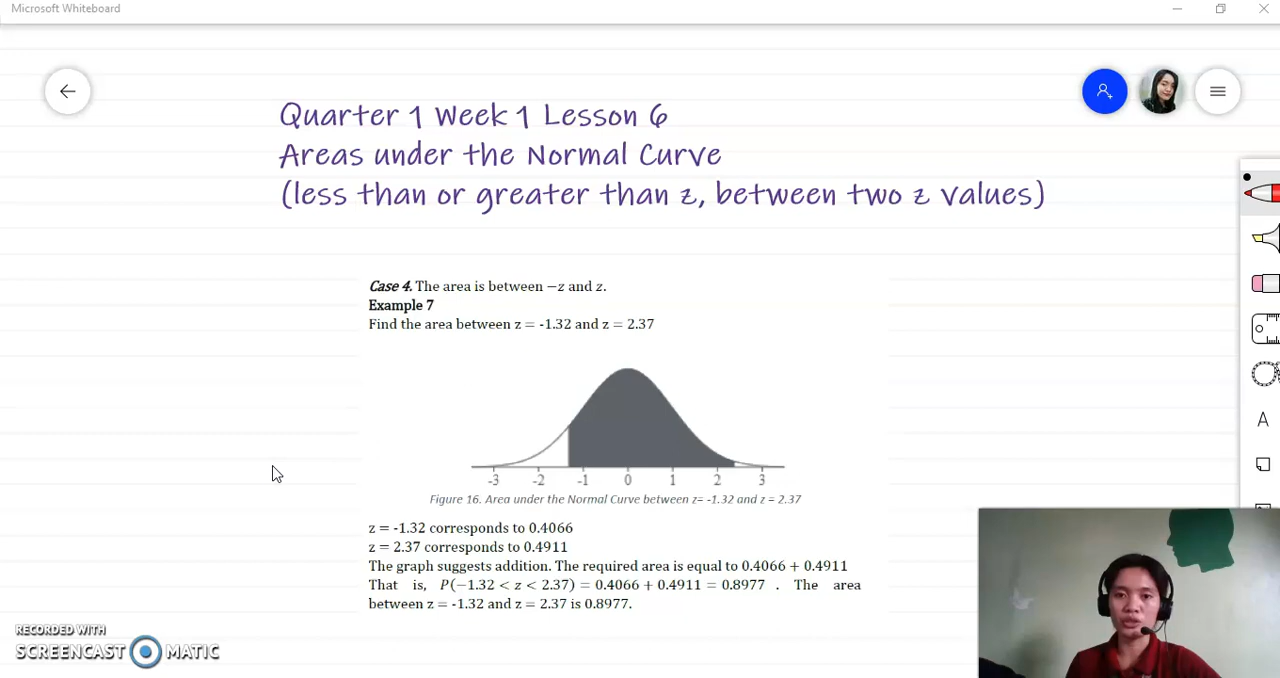 Microsoft Whiteboard
Quarter 1 Week 1 Lesson 6
Areas under the Normal Curve
(less than or greater than z, between two z values)
Case 4. The area is between −z and z.
Example 7
Find the area between z = -1.32 and z = 2.37
-3 -2 -1 0 1 2 3
Figure 16. Area under the Normal Curve between z= -1.32 and z = 2.37
z = -1.32 corresponds to 0.4066
z = 2.37 corresponds to 0.4911
The graph suggests addition. The required area is equal to 0.4066 + 0.4911
That is, P(−1.32 < z < 2.37) = 0.4066 + 0.4911 = 0.8977 . The area
between z = -1.32 and z = 2.37 is 0.8977.
A
RECORDED WITH
SCREENCAST MATIC